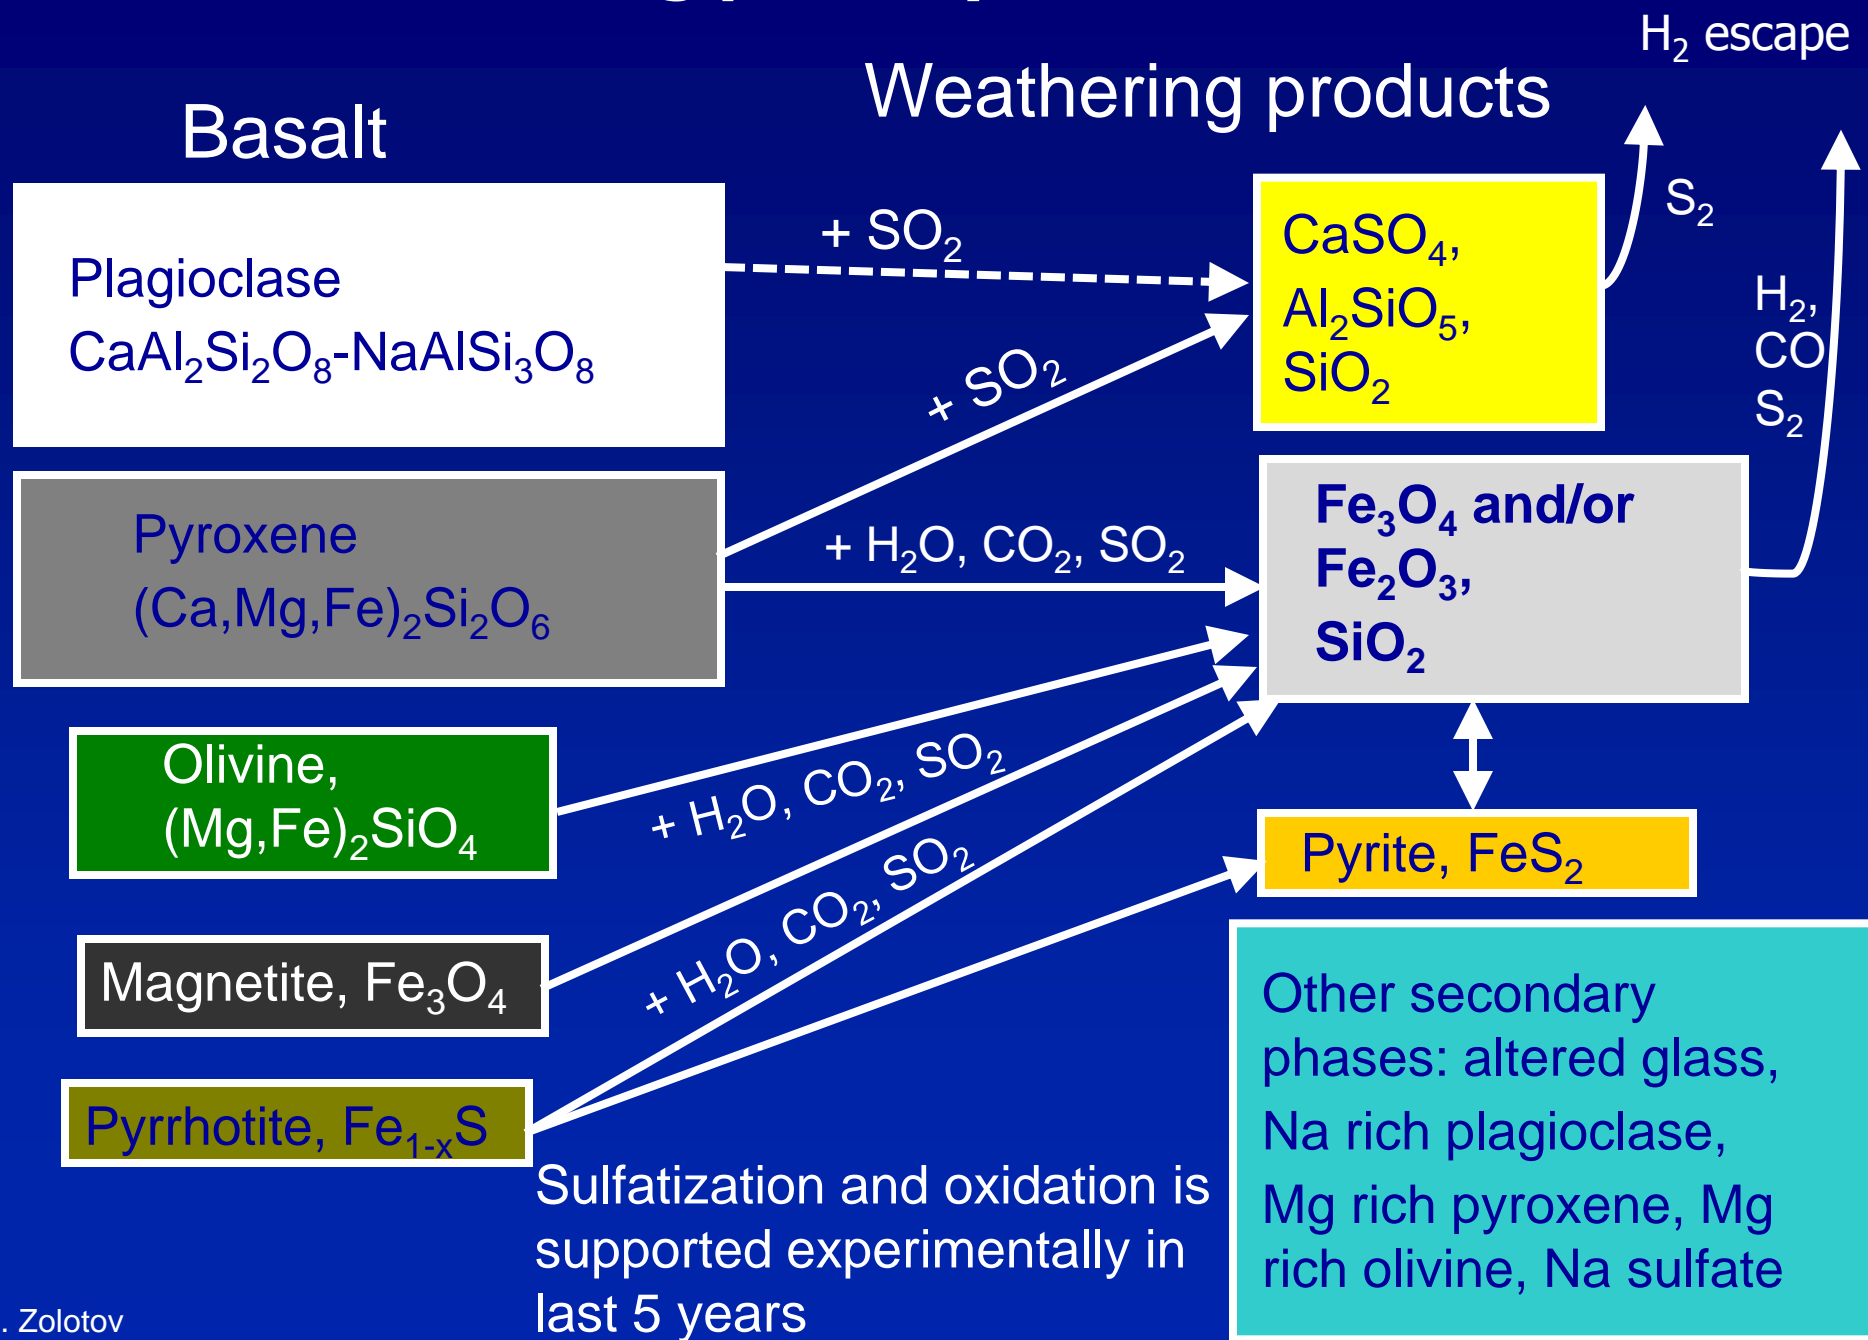 H₂ escape
Weathering products
Basalt
Plagioclase
CaAl₂Si₂O₈-NaAlSi₃O₈
+ SO₂
+ SO₂
CaSO₄,
Al₂SiO₅,
SiO₂
S₂
H₂,
CO
S₂
Pyroxene
(Ca,Mg,Fe)₂Si₂O₆
+ H₂O, CO₂, SO₂
Fe₃O₄ and/or
Fe₂O₃,
SiO₂
Olivine,
(Mg,Fe)₂SiO₄
+ H₂O, CO₂, SO₂
+ H₂O, CO₂, SO₂
Pyrite, FeS₂
Magnetite, Fe₃O₄
Pyrrhotite, Fe₁₋ₓS
Other secondary
phases: altered glass,
Na rich plagioclase,
Mg rich pyroxene, Mg
rich olivine, Na sulfate
Sulfatization and oxidation is
supported experimentally in
last 5 years
. Zolotov